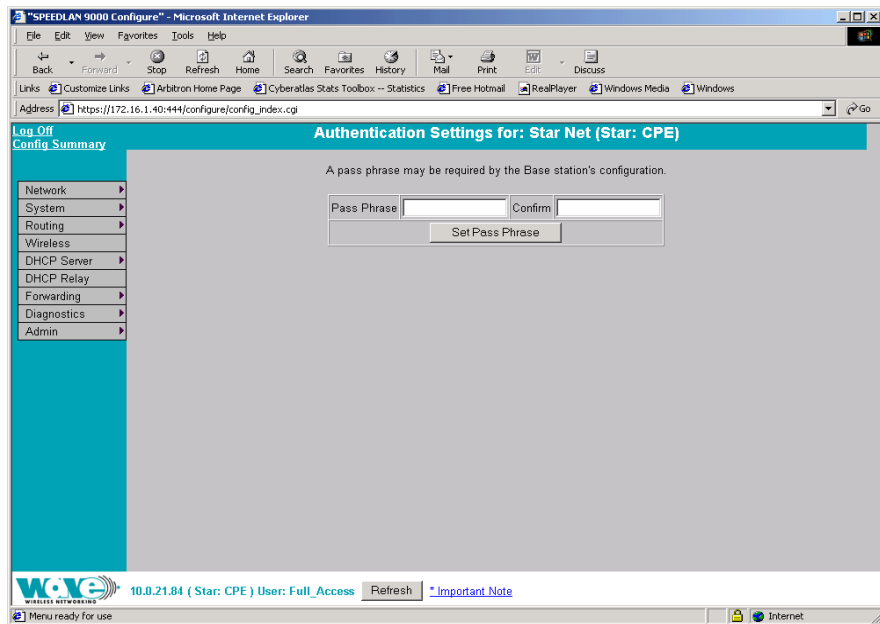 "SPEEDLAN 9000 Configure" - Microsoft Internet Explorer
File Edit View Favorites Tools Help
Back Forward Stop Refresh Home Search Favorites History Mail Print Edit Discuss
Links Customize Links Arbitron Home Page Cyberatlas Stats Toolbox -- Statistics Free Hotmail RealPlayer Windows Media Windows
Address https://172.16.1.40:444/configure/config_index.cgi Go
Log Off
Config Summary
Authentication Settings for: Star Net (Star: CPE)
A pass phrase may be required by the Base station's configuration.
Pass Phrase Confirm
Set Pass Phrase
Network
System
Routing
Wireless
DHCP Server
DHCP Relay
Forwarding
Diagnostics
Admin
WAVE
WIRELESS NETWORKING
10.0.21.84 ( Star: CPE ) User: Full_Access Refresh * Important Note
Menu ready for use Internet